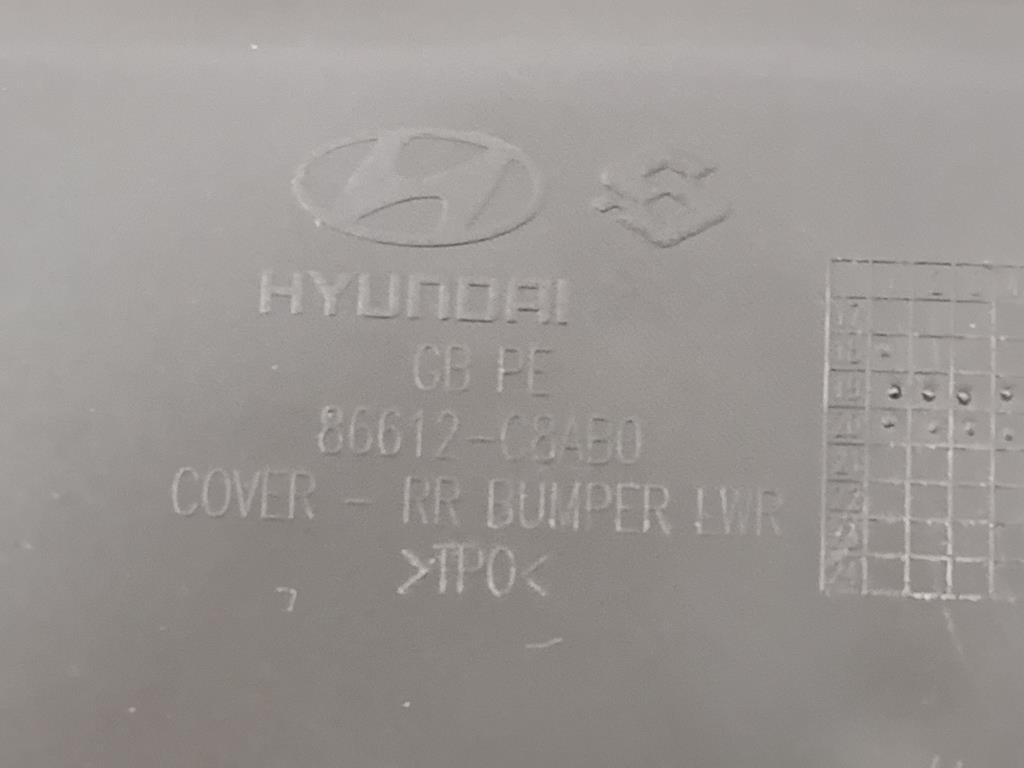 HYUNDAI
GB PE
86612-C8AB0
COVER - RR BUMPER LWR
>TPO<